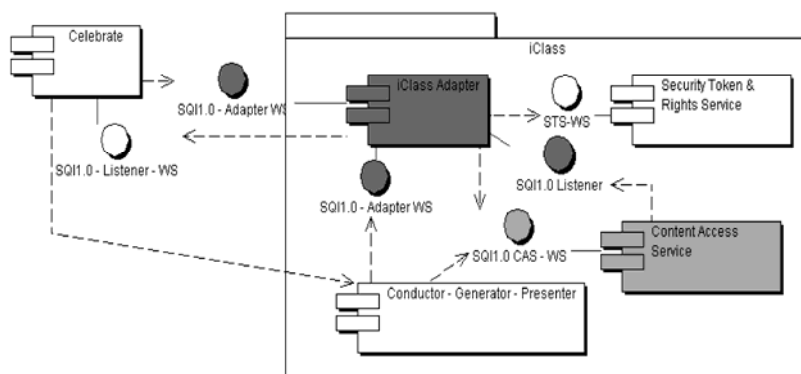 Celebrate
iClass
SQI1.0 - Adapter WS
iClass Adapter
Security Token &
Rights Service
STS-WS
SQI1.0 - Listener - WS
SQI1.0 Listener
SQI1.0 - Adapter WS
Content Access
Service
SQI1.0 CAS - WS
Conductor - Generator - Presenter